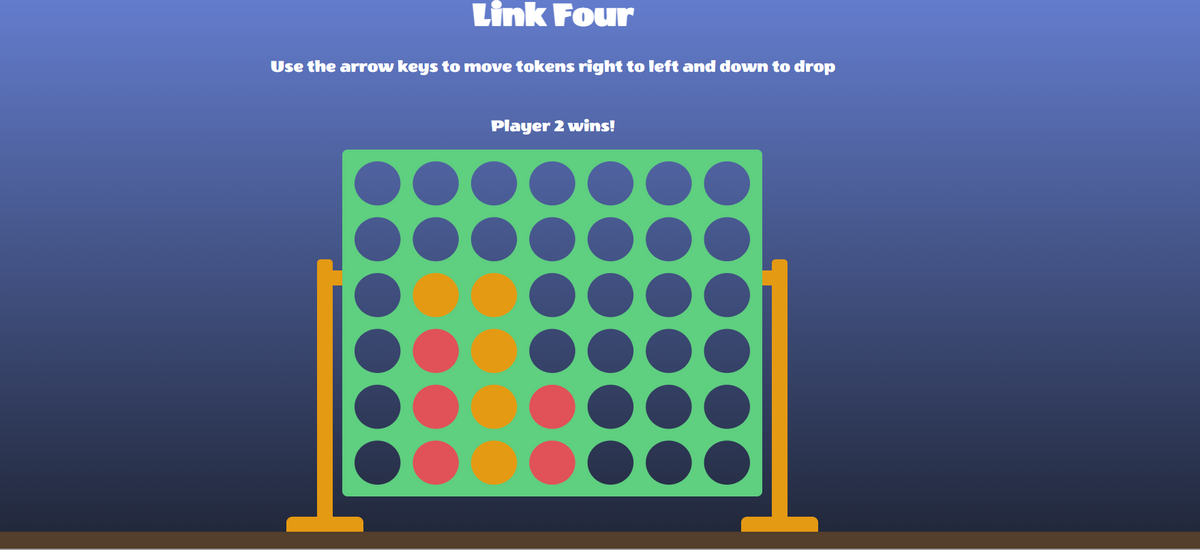 Link Four
Use the arrow keys to move tokens right to left and down to drop
Player 2 wins!